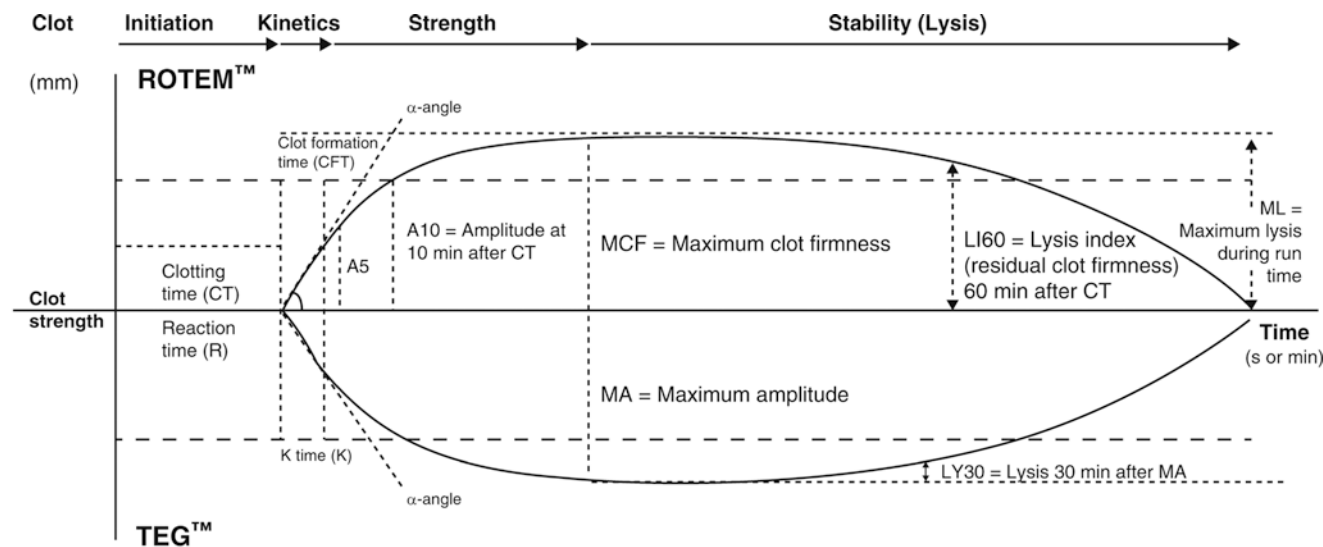 Clot Initiation Kinetics Strength Stability (Lysis)
(mm)
ROTEM™
α-angle
Clot formation
time (CFT)
A10 = Amplitude at
10 min after CT
A5
MCF = Maximum clot firmness
LI60 = Lysis index
(residual clot firmness)
60 min after CT
ML =
Maximum lysis
during run
time
Clotting
time (CT)
Clot
strength
Reaction
time (R)
Time
(s or min)
MA = Maximum amplitude
K time (K)
LY30 = Lysis 30 min after MA
α-angle
TEG™